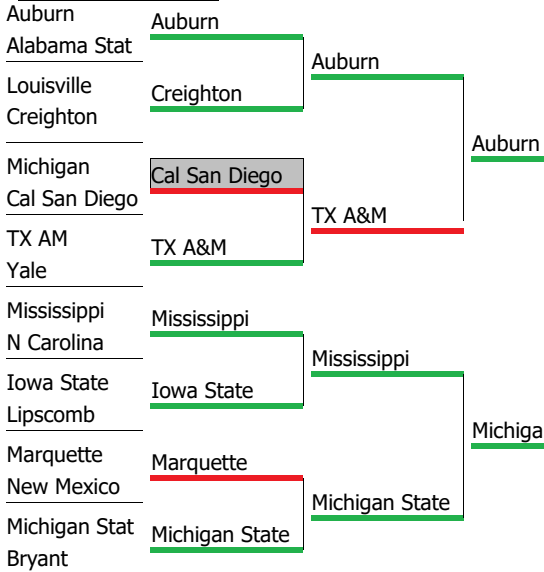 Auburn
Alabama Stat
Louisville
Creighton
Michigan
Cal San Diego
TX AM
Yale
Mississippi
N Carolina
Iowa State
Lipscomb
Marquette
New Mexico
Michigan Stat
Bryant
Auburn
Creighton
Cal San Diego
TX A&M
Mississippi
Iowa State
Marquette
Michigan State
Auburn
TX A&M
Mississippi
Michigan State
Auburn
Michiga